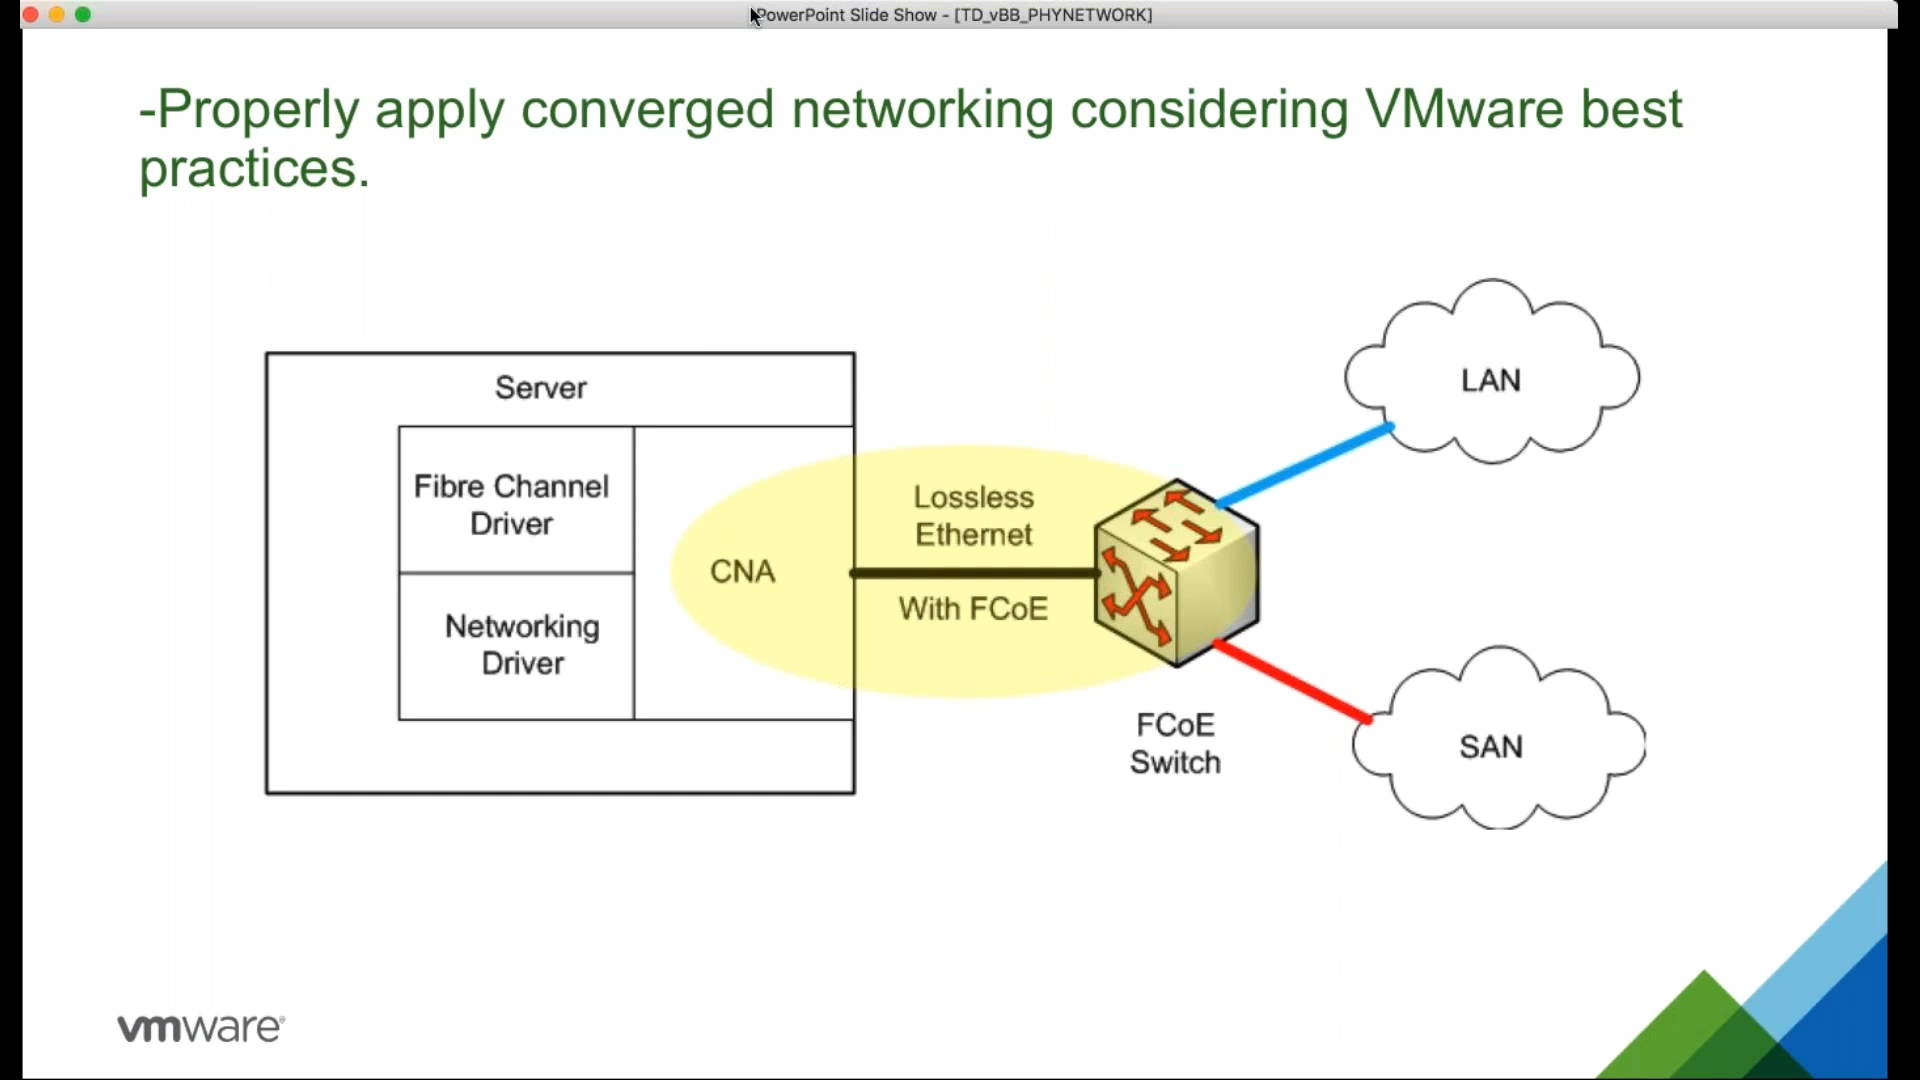 PowerPoint Slide Show - [TD_vBB_PHYNETWORK]
-Properly apply converged networking considering VMware best
practices.
Server
Fibre Channel
Driver
Networking
Driver
CNA
Lossless
Ethernet
With FCoE
FCoE
Switch
LAN
SAN
vmware®